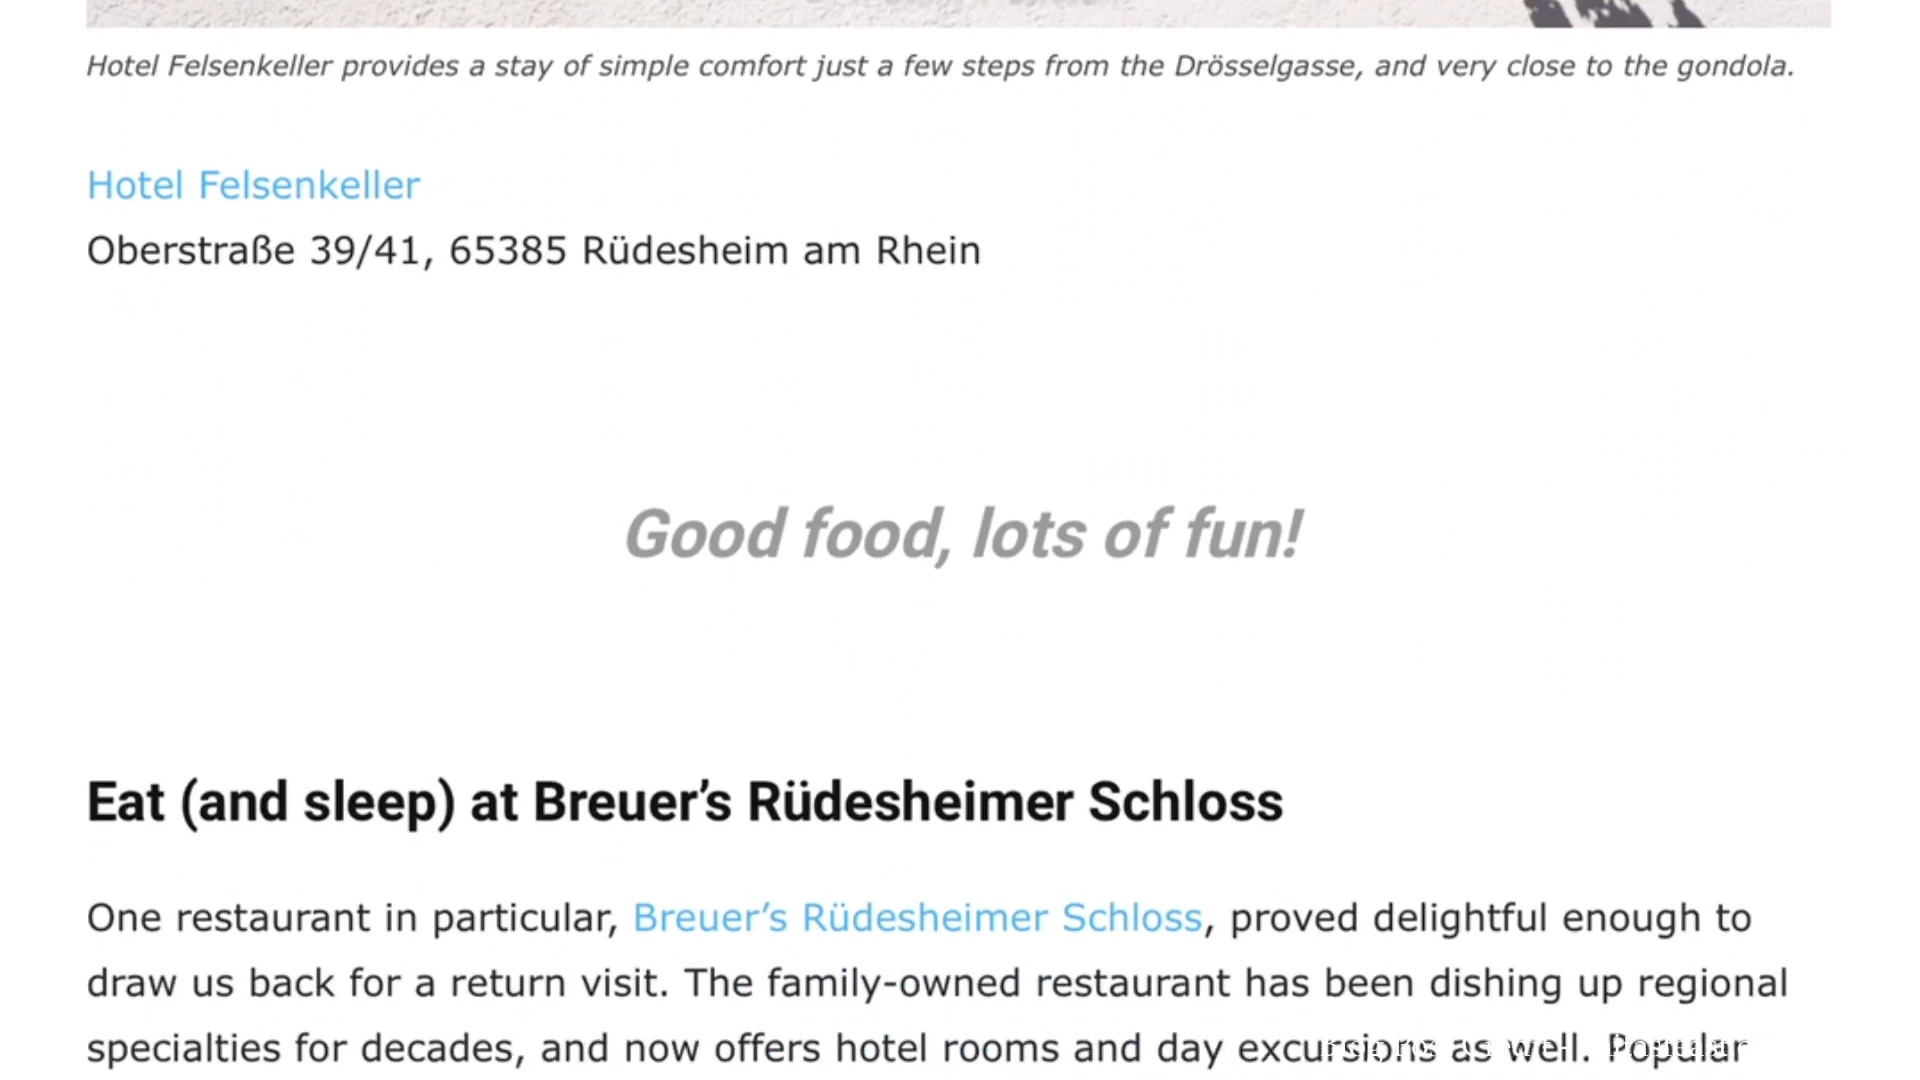 Hotel Felsenkeller provides a stay of simple comfort just a few steps from the Drösselgasse, and very close to the gondola.
Hotel Felsenkeller
Oberstraße 39/41, 65385 Rüdesheim am Rhein
Good food, lots of fun!
Eat (and sleep) at Breuer’s Rüdesheimer Schloss
One restaurant in particular, Breuer’s Rüdesheimer Schloss, proved delightful enough to
draw us back for a return visit. The family-owned restaurant has been dishing up regional
specialties for decades, and now offers hotel rooms and day excursions as well. Popular